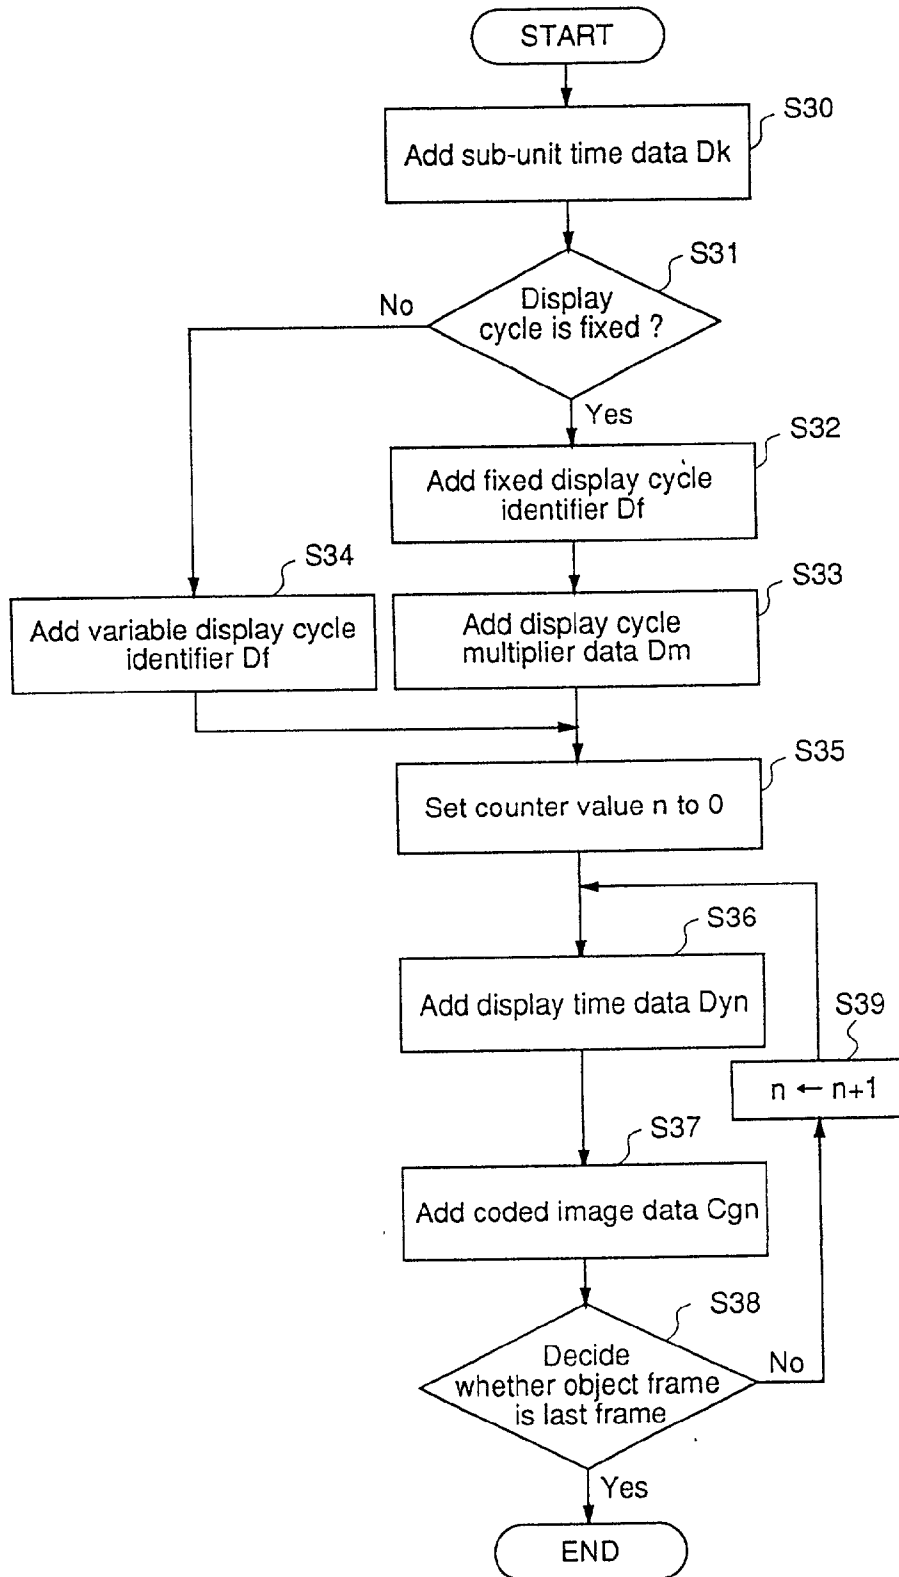 START
S30
Add sub-unit time data Dk
S31
Display
cycle is fixed ?
No
Yes
S32
Add fixed display cycle
identifier Df
S34
Add variable display cycle
identifier Df
S33
Add display cycle
multiplier data Dm
S35
Set counter value n to 0
S36
Add display time data Dyn
S39
n ← n+1
S37
Add coded image data Cgn
S38
Decide
whether object frame
is last frame
No
Yes
END